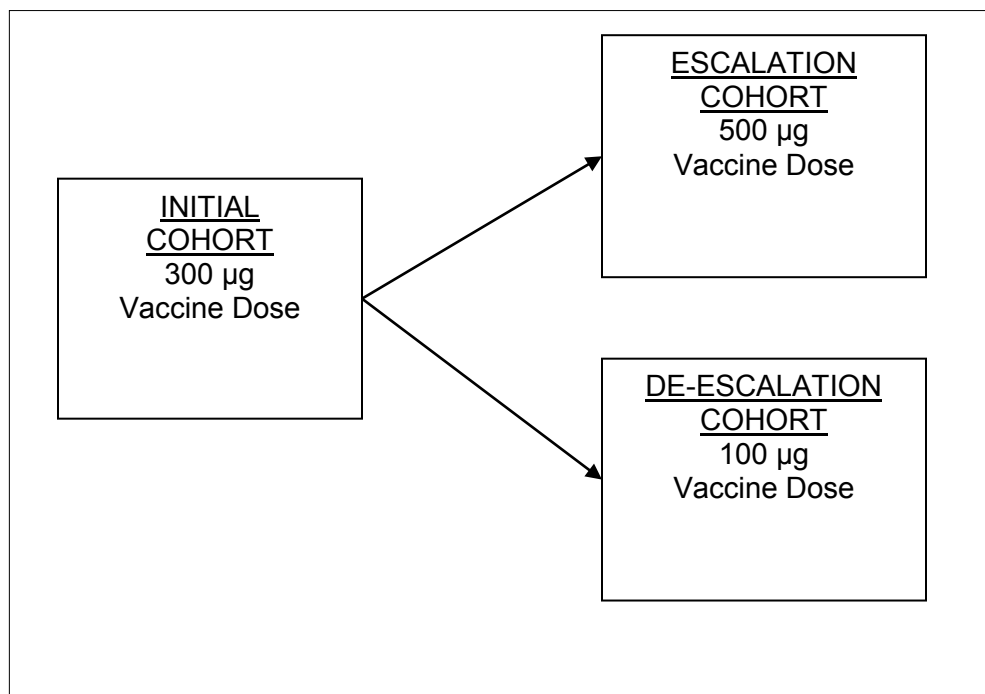 INITIAL
COHORT
300 µg
Vaccine Dose
ESCALATION
COHORT
500 µg
Vaccine Dose
DE-ESCALATION
COHORT
100 µg
Vaccine Dose